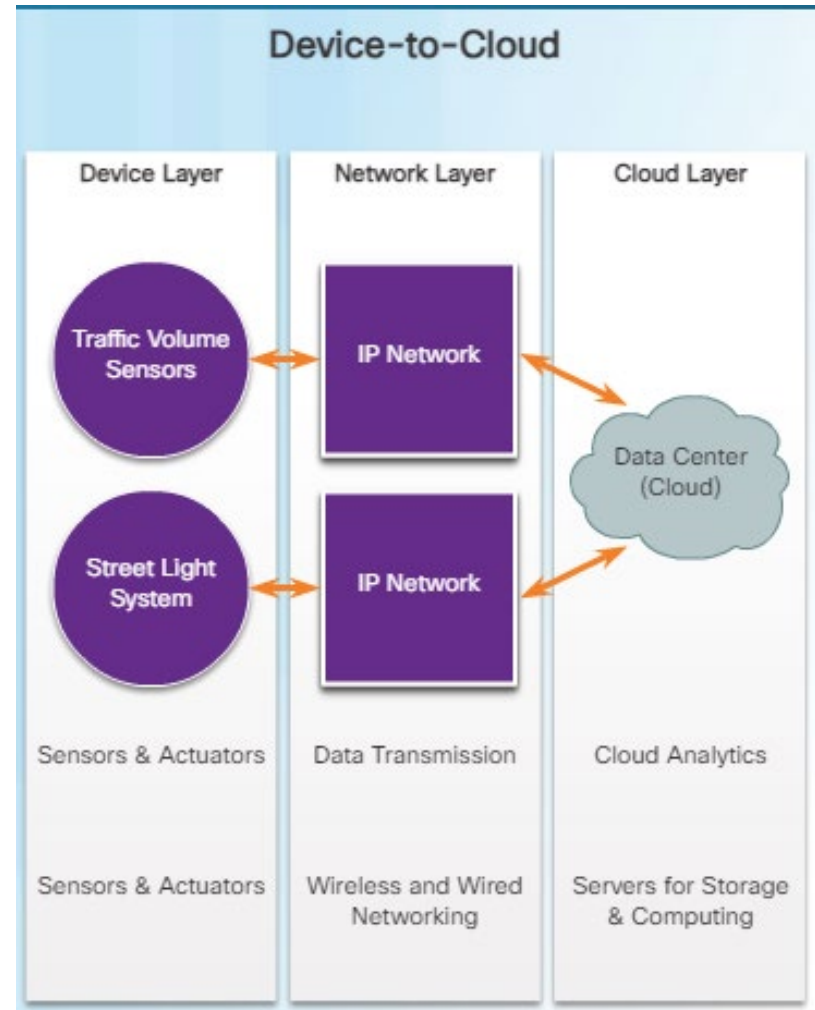 Device-to-Cloud
Device Layer
Network Layer
Cloud Layer
Traffic Volume
Sensors
IP Network
Data Center
(Cloud)
Street Light
System
IP Network
Sensors & Actuators
Data Transmission
Cloud Analytics
Sensors & Actuators
Wireless and Wired
Networking
Servers for Storage
& Computing